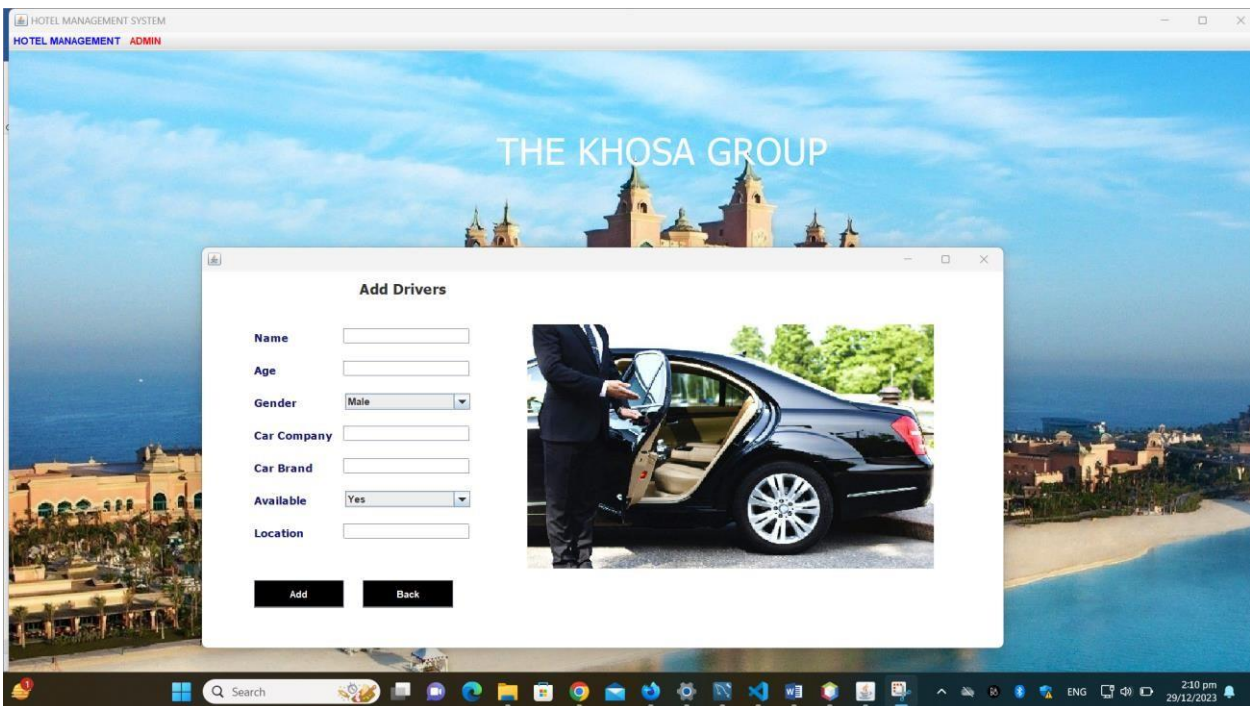 HOTEL MANAGEMENT SYSTEM
HOTEL MANAGEMENT ADMIN
THE KHOSA GROUP
Add Drivers
Name
Age
Gender Male
Car Company
Car Brand
Available Yes
Location
Add Back
Search
ENG
2:10 pm
29/12/2023